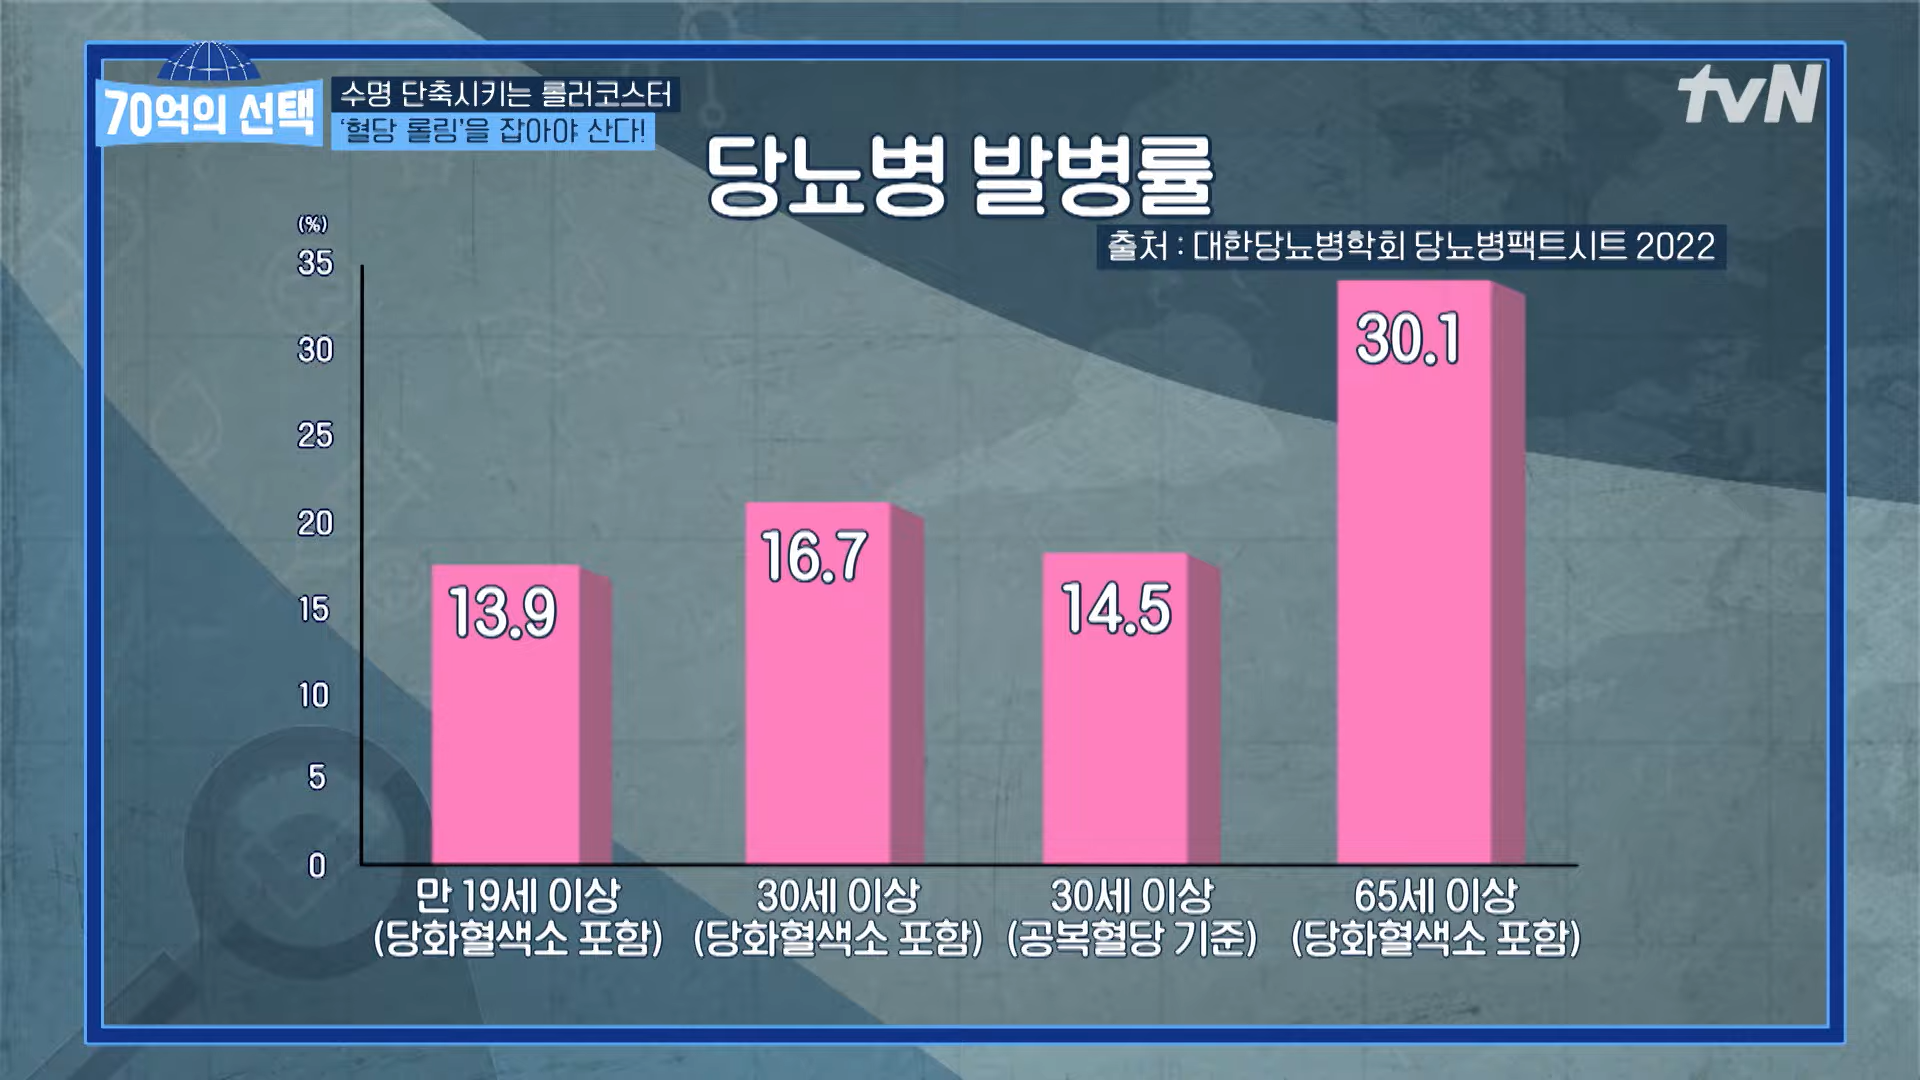 70억의 선택
수명 단축시키는 롤러코스터
‘혈당 롤링’을 잡아야 산다!
tvN
당뇨병 발병률
출처 : 대한당뇨병학회 당뇨병팩트시트 2022
(%)
35
30
25
20
15
10
5
0
13.9
16.7
14.5
30.1
만 19세 이상
(당화혈색소 포함)
30세 이상
(당화혈색소 포함)
30세 이상
(공복혈당 기준)
65세 이상
(당화혈색소 포함)